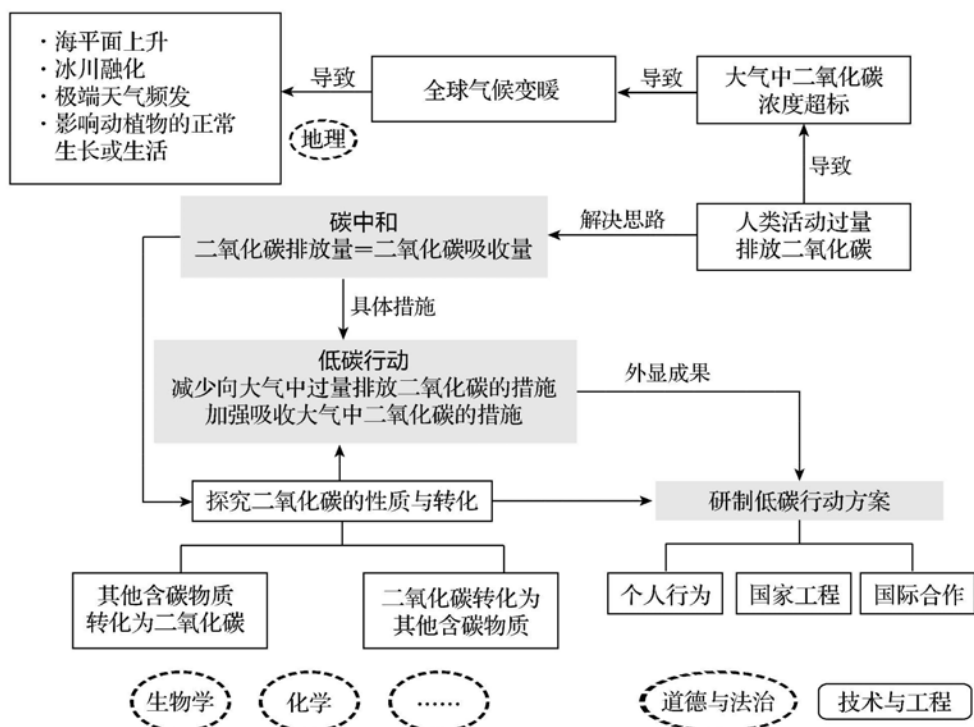 · 海平面上升
· 冰川融化
· 极端天气频发
· 影响动植物的正常
生长或生活
导致
地理
全球气候变暖
导致
大气中二氧化碳
浓度超标
导致
人类活动过量
排放二氧化碳
解决思路
碳中和
二氧化碳排放量＝二氧化碳吸收量
具体措施
低碳行动
减少向大气中过量排放二氧化碳的措施
加强吸收大气中二氧化碳的措施
外显成果
探究二氧化碳的性质与转化
研制低碳行动方案
其他含碳物质
转化为二氧化碳
二氧化碳转化为
其他含碳物质
个人行为
国家工程
国际合作
生物学
化学
……
道德与法治
技术与工程